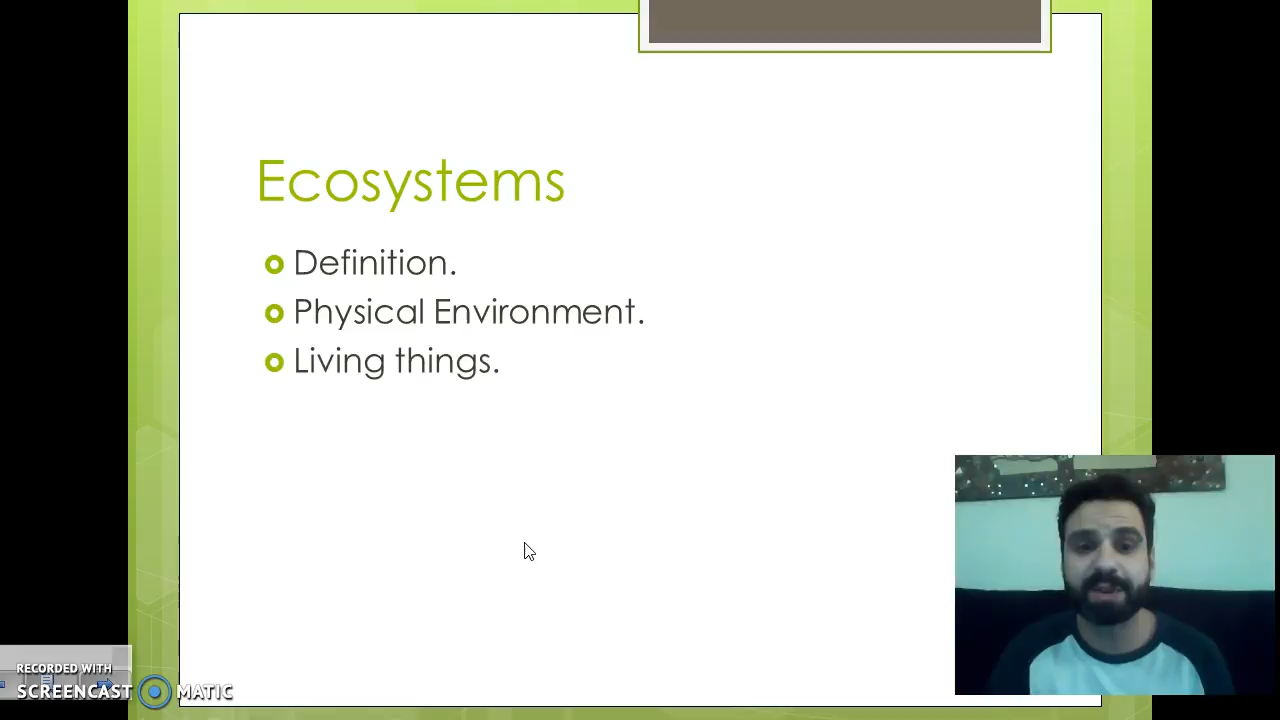 Ecosystems
Definition.
Physical Environment.
Living things.
RECORDED WITH
SCREENCAST MATIC